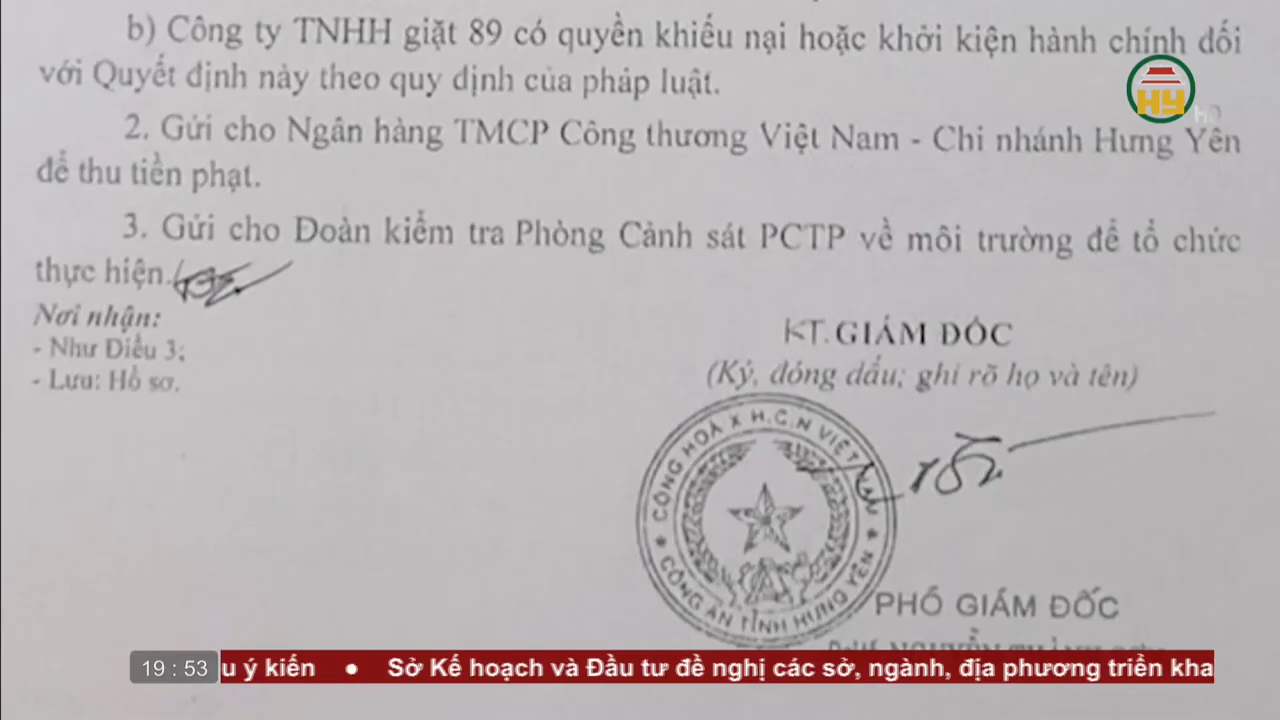 b) Công ty TNHH giặt 89 có quyền khiếu nại hoặc khởi kiện hành chính đối
với Quyết định này theo quy định của pháp luật.
HY
2. Gửi cho Ngân hàng TMCP Công thương Việt Nam - Chi nhánh Hưng Yên
để thu tiền phạt.
3. Gửi cho Đoàn kiểm tra Phòng Cảnh sát PCTP về môi trường để tổ chức
thực hiện.
Nơi nhận:
- Như Điều 3;
- Lưu: Hồ sơ.
KT. GIÁM ĐỐC
(Ký, đóng dấu; ghi rõ họ và tên)
CỘNG HOÀ X.H.C.N VIỆT NAM
CÔNG AN TỈNH HƯNG YÊN
PHÓ GIÁM ĐỐC
19 : 53 u ý kiến • Sở Kế hoạch và Đầu tư đề nghị các sở, ngành, địa phương triển kha